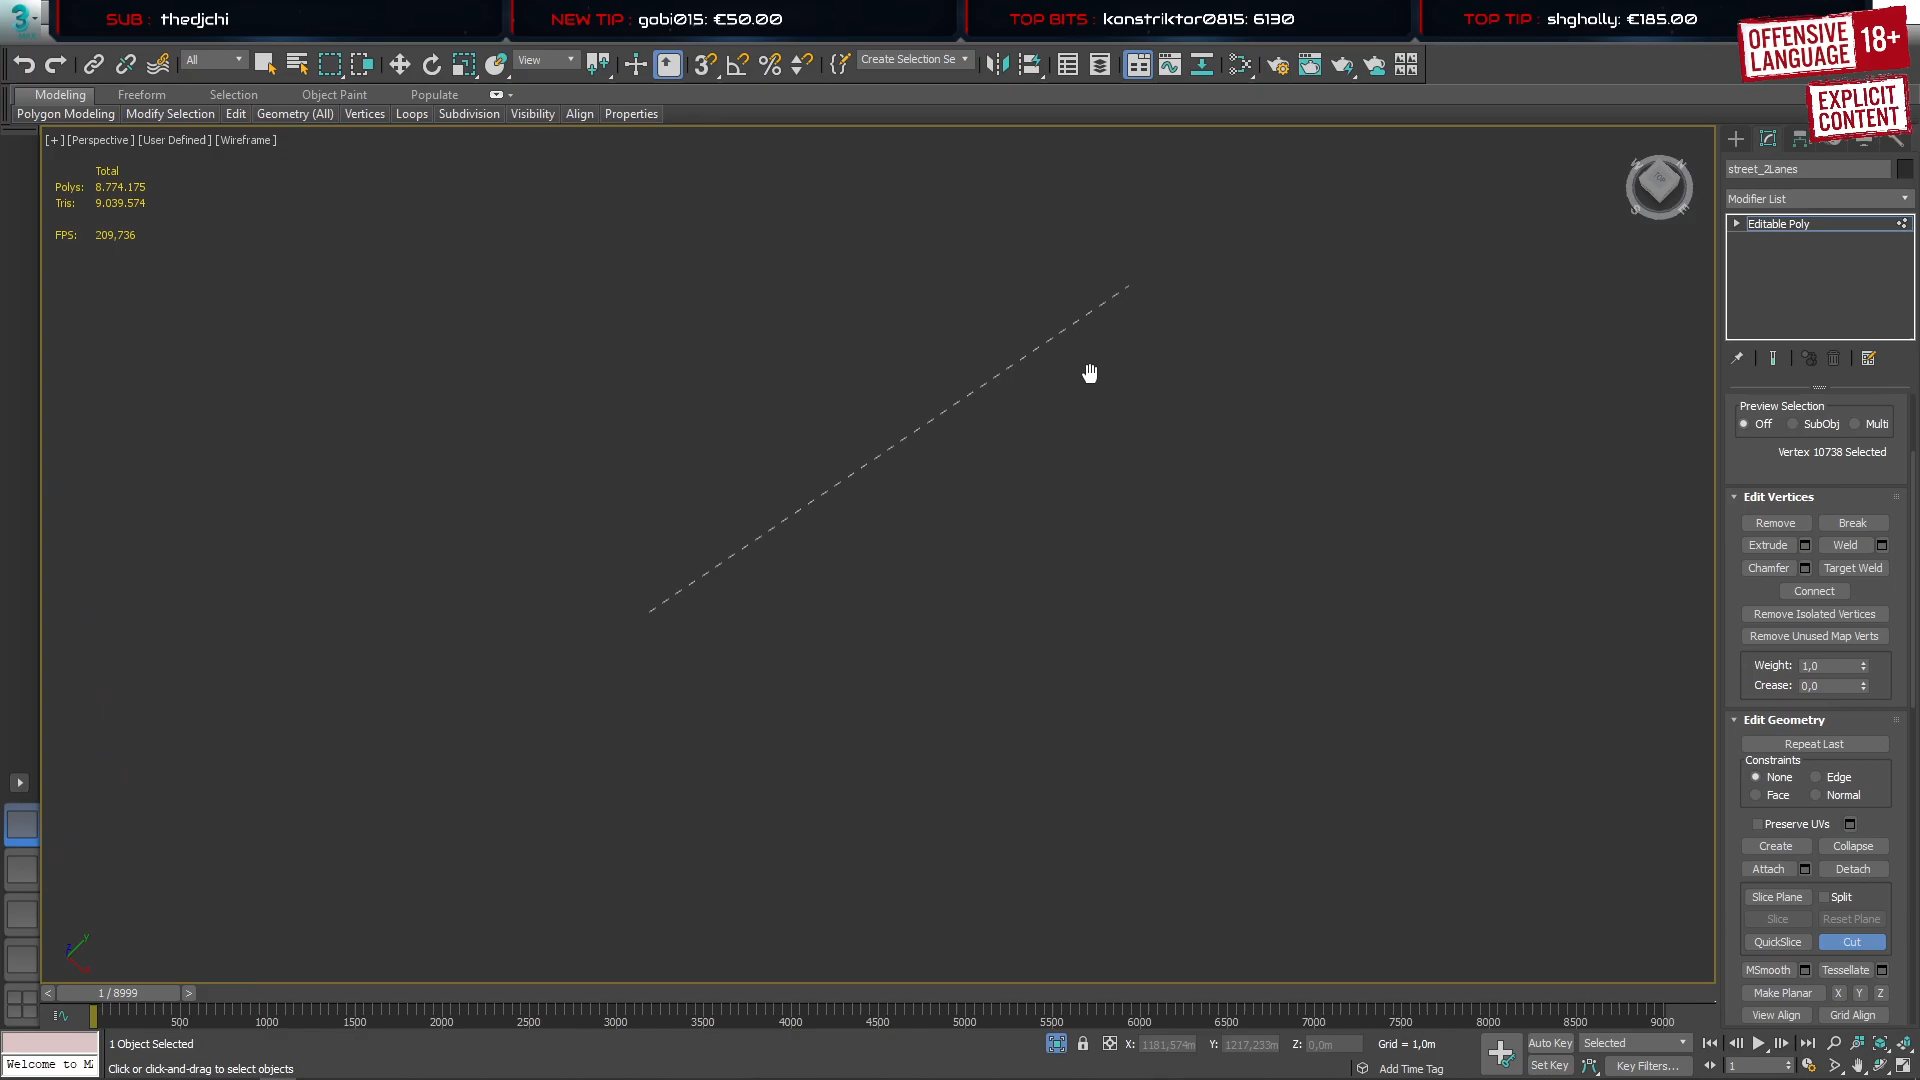 SUB : thedjchi
NEW TIP : gabi015: €50.00
TOP BITS : konstriktor0815: 6130
TOP TIP : shgholly: €185.00
OFFENSIVE LANGUAGE 18+
EXPLICIT CONTENT
3
All
View
Create Selection Se
Modeling Freeform Selection Object Paint Populate
Polygon Modeling Modify Selection Edit Geometry (All) Vertices Loops Subdivision Visibility Align Properties
[+] [Perspective] [User Defined] [Wireframe]
Total
Polys: 8.774.175
Tris: 9.039.574
FPS: 209,736
TOP
street_2Lanes
Modifier List
Editable Poly
Preview Selection
Off SubObj Multi
Vertex 10738 Selected
Edit Vertices
Remove Break
Extrude Weld
Chamfer Target Weld
Connect
Remove Isolated Vertices
Remove Unused Map Verts
Weight: 1,0
Crease: 0,0
Edit Geometry
Repeat Last
Constraints
None Edge
Face Normal
Preserve UVs
Create Collapse
Attach Detach
Slice Plane Split
Slice Reset Plane
QuickSlice Cut
MSmooth Tessellate
Make Planar X Y Z
View Align Grid Align
< 1 / 8999 >
500 1000 1500 2000 2500 3000 3500 4000 4500 5000 5500 6000 6500 7000 7500 8000 8500 9000
1 Object Selected
X: 1181,574m Y: 1217,233m Z: 0,0m Grid = 1,0m
Auto Key Selected
Welcome to M
Click or click-and-drag to select objects
Add Time Tag
Set Key Key Filters... 1